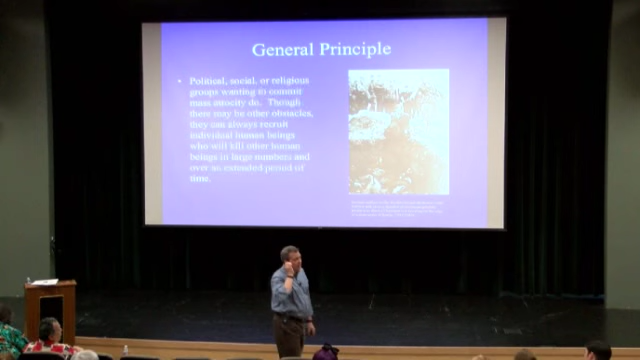 General Principle
• Political, social, or religious
groups wanting to commit
mass atrocity do. Though
there may be other obstacles,
they can always recruit
individual human beings
who will kill other human
beings in large numbers and
over an extended period of
time.